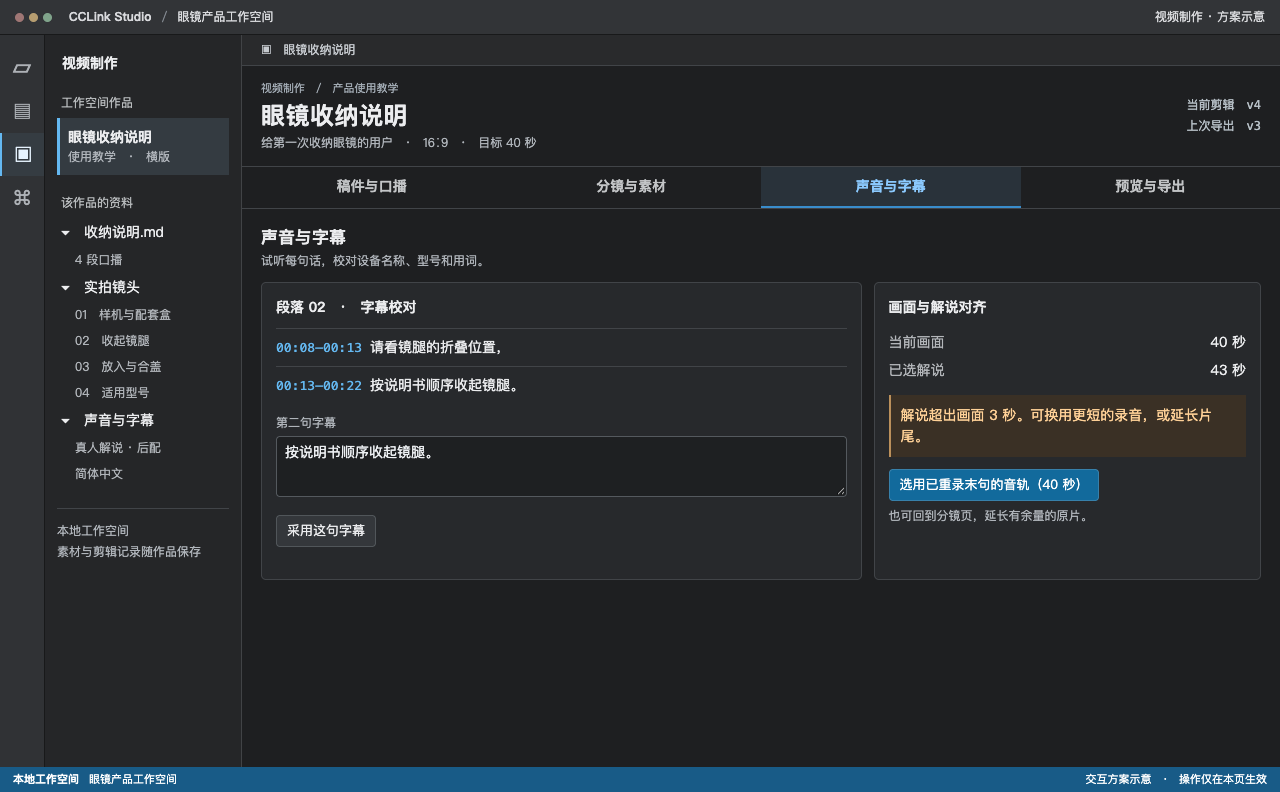 CCLink Studio / 眼镜产品工作空间
视频制作 · 方案示意
视频制作
工作空间作品
眼镜收纳说明
使用教学 · 横版
该作品的资料
收纳说明.md
4 段口播
实拍镜头
01 样机与配套盒
02 收起镜腿
03 放入与合盖
04 适用型号
声音与字幕
真人解说 · 后配
简体中文
本地工作空间
素材与剪辑记录随作品保存
眼镜收纳说明
视频制作 / 产品使用教学
眼镜收纳说明
给第一次收纳眼镜的用户 · 16:9 · 目标 40 秒
当前剪辑 v4
上次导出 v3
稿件与口播
分镜与素材
声音与字幕
预览与导出
声音与字幕
试听每句话，校对设备名称、型号和用词。
段落 02 · 字幕校对
00:08—00:13 请看镜腿的折叠位置，
00:13—00:22 按说明书顺序收起镜腿。
第二句字幕
按说明书顺序收起镜腿。
采用这句字幕
画面与解说对齐
当前画面 40 秒
已选解说 43 秒
解说超出画面 3 秒。可换用更短的录音，或延长片
尾。
选用已重录末句的音轨（40 秒）
也可回到分镜页，延长有余量的原片。
本地工作空间 眼镜产品工作空间
交互方案示意 · 操作仅在本页生效